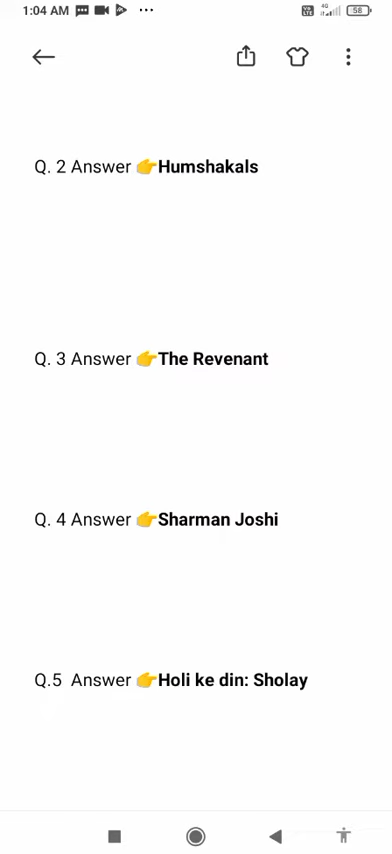 1:04 AM
4G
58
Q. 2 Answer 👉Humshakals
Q. 3 Answer 👉The Revenant
Q. 4 Answer 👉Sharman Joshi
Q.5 Answer 👉Holi ke din: Sholay